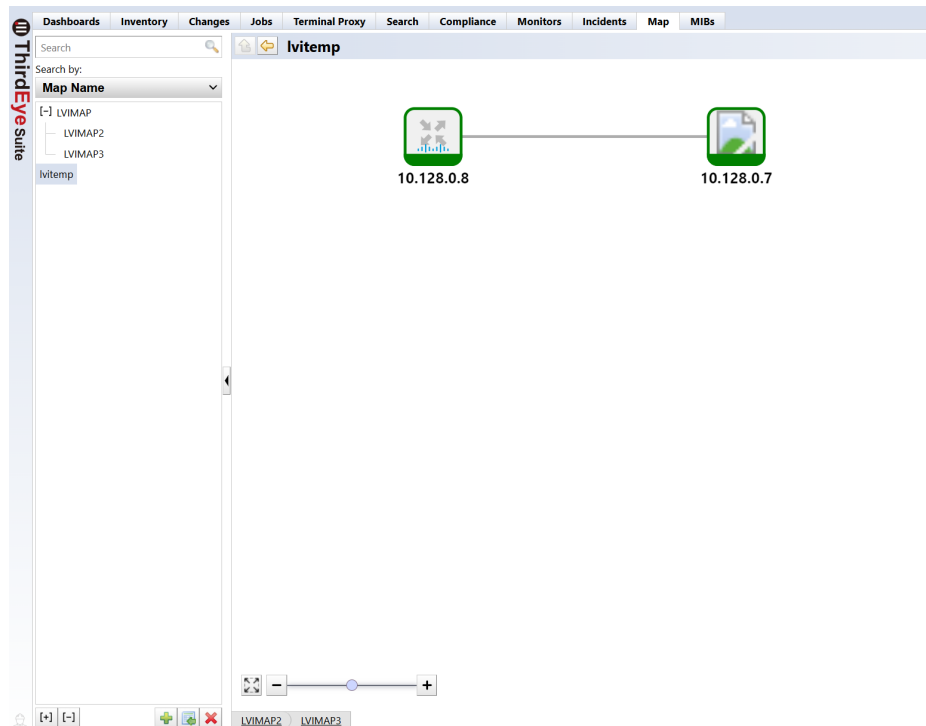 Dashboards Inventory Changes Jobs Terminal Proxy Search Compliance Monitors Incidents Map MIBs
ThirdEye Suite
Search
Search by:
Map Name
[-] LVIMAP
LVIMAP2
LVIMAP3
lvitemp
lvitemp
10.128.0.8
10.128.0.7
[+] [-]
LVIMAP2 LVIMAP3